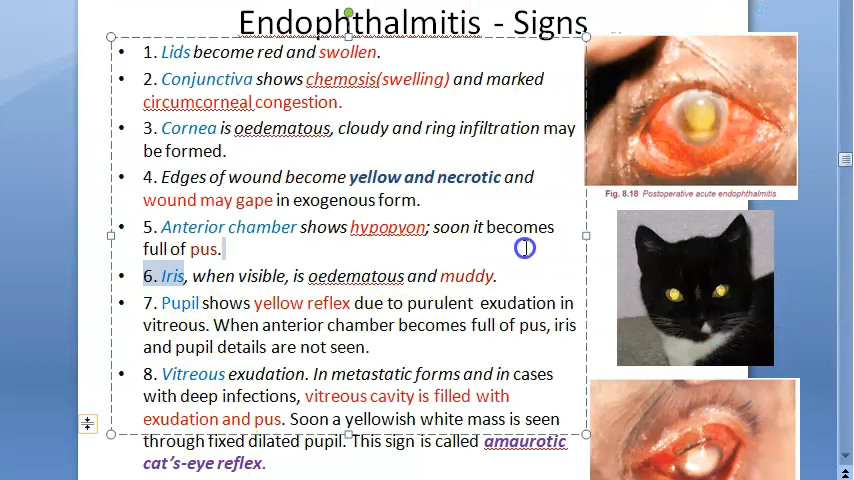 Endophthalmitis - Signs
• 1. Lids become red and swollen.
• 2. Conjunctiva shows chemosis(swelling) and marked
circumcorneal congestion.
• 3. Cornea is oedematous, cloudy and ring infiltration may
be formed.
• 4. Edges of wound become yellow and necrotic and
wound may gape in exogenous form.
• 5. Anterior chamber shows hypopyon; soon it becomes
full of pus.
• 6. Iris, when visible, is oedematous and muddy.
• 7. Pupil shows yellow reflex due to purulent exudation in
vitreous. When anterior chamber becomes full of pus, iris
and pupil details are not seen.
• 8. Vitreous exudation. In metastatic forms and in cases
with deep infections, vitreous cavity is filled with
exudation and pus. Soon a yellowish white mass is seen
through fixed dilated pupil. This sign is called amaurotic
cat's-eye reflex.
Fig. 8.18 Postoperative acute endophthalmitis